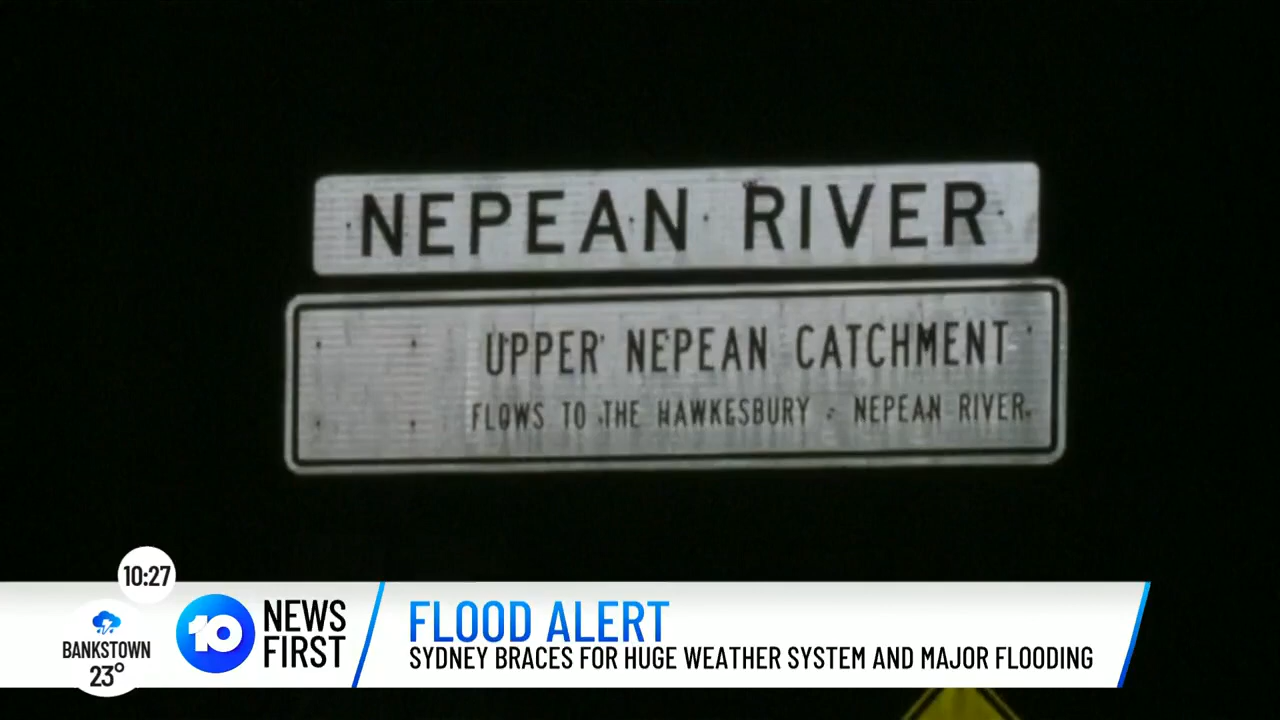 NEPEAN RIVER
UPPER NEPEAN CATCHMENT
FLOWS TO THE HAWKESBURY - NEPEAN RIVER
10:27
BANKSTOWN
23°
10
NEWS
FIRST
FLOOD ALERT
SYDNEY BRACES FOR HUGE WEATHER SYSTEM AND MAJOR FLOODING